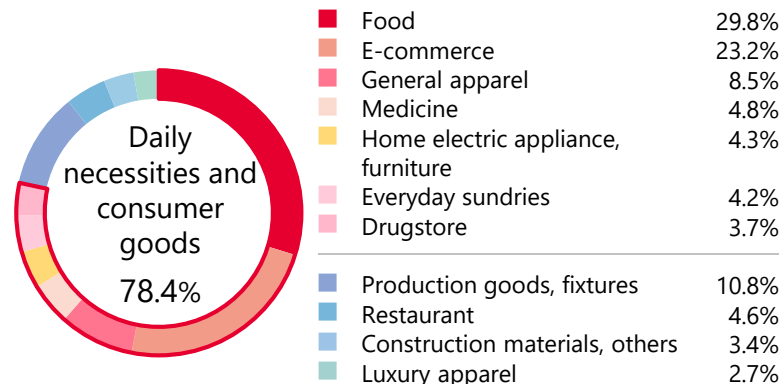 Daily
necessities and
consumer
goods
78.4%
Food 29.8%
E-commerce 23.2%
General apparel 8.5%
Medicine 4.8%
Home electric appliance, 4.3%
furniture
Everyday sundries 4.2%
Drugstore 3.7%
Production goods, fixtures 10.8%
Restaurant 4.6%
Construction materials, others 3.4%
Luxury apparel 2.7%